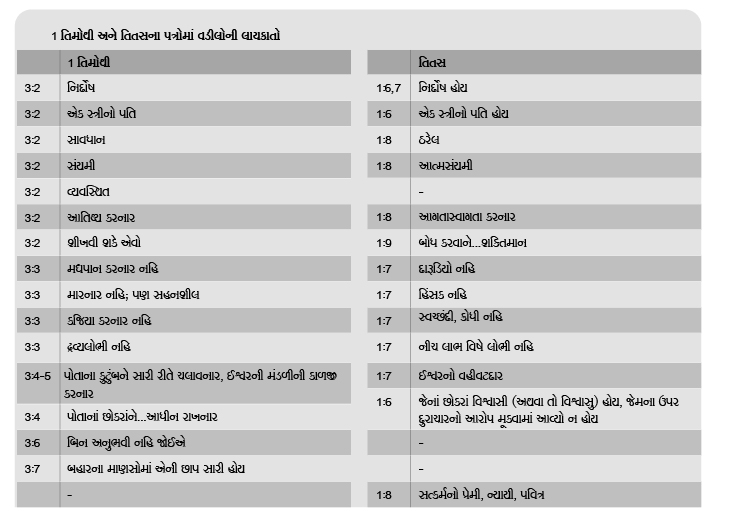 1 તિમોથી અને તિતસના પત્રોમાં વડીલોની લાયકાતો
1 તિમોથી તિતસ
3:2 નિર્દોષ 1:6,7 નિર્દોષ હોય
3:2 એક સ્ત્રીનો પતિ 1:6 એક સ્ત્રીનો પતિ હોય
3:2 સાવધાન 1:8 ઠરેલ
3:2 સંયમી 1:8 આત્મસંયમી
3:2 વ્યવસ્થિત –
3:2 આતિથ્ય કરનાર 1:8 આગતાસ્વાગતા કરનાર
3:2 શીખવી શકે એવો 1:9 બોધ કરવાને...શક્તિમાન
3:3 મદ્યપાન કરનાર નહિ 1:7 દારૂડિયો નહિ
3:3 મારનાર નહિ; પણ સહનશીલ 1:7 હિંસક નહિ
3:3 કજિયા કરનાર નહિ 1:7 સ્વચ્છંદી, ક્રોધી નહિ
3:3 દ્રવ્યલોભી નહિ 1:7 નીચ લાભ વિષે લોભી નહિ
3:4–5 પોતાના કુટુંબને સારી રીતે ચલાવનાર, ઈશ્વરની મંડળીની કાળજી 1:7 ઈશ્વરનો વહીવટદાર
કરનાર
3:4 પોતાનાં છોકરાંને...આધીન રાખનાર 1:6 જેનાં છોકરાં વિશ્વાસી (અથવા તો વિશ્વાસુ) હોય, જેમના ઉપર
દુરાચારનો આરોપ મૂકવામાં આવ્યો ન હોય
3:6 બિન અનુભવી નહિ જોઈએ –
3:7 બહારના માણસોમાં એની છાપ સારી હોય –
– 1:8 સત્કર્મનો પ્રેમી, ન્યાયી, પવિત્ર